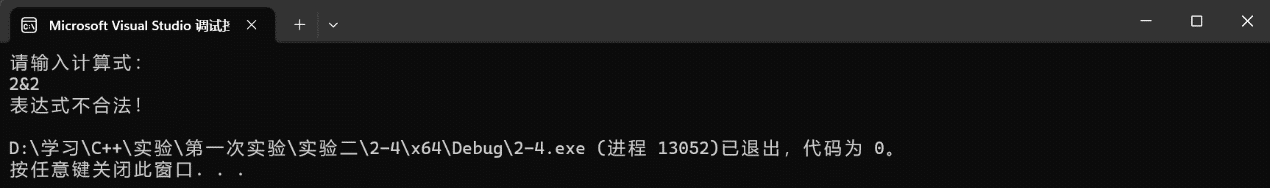 Microsoft Visual Studio 调试
请输入计算式:
2&2
表达式不合法!
D:\学习\C++\实验\第一次实验\实验二\2-4\x64\Debug\2-4.exe (进程 13052)已退出，代码为 0。
按任意键关闭此窗口. . .